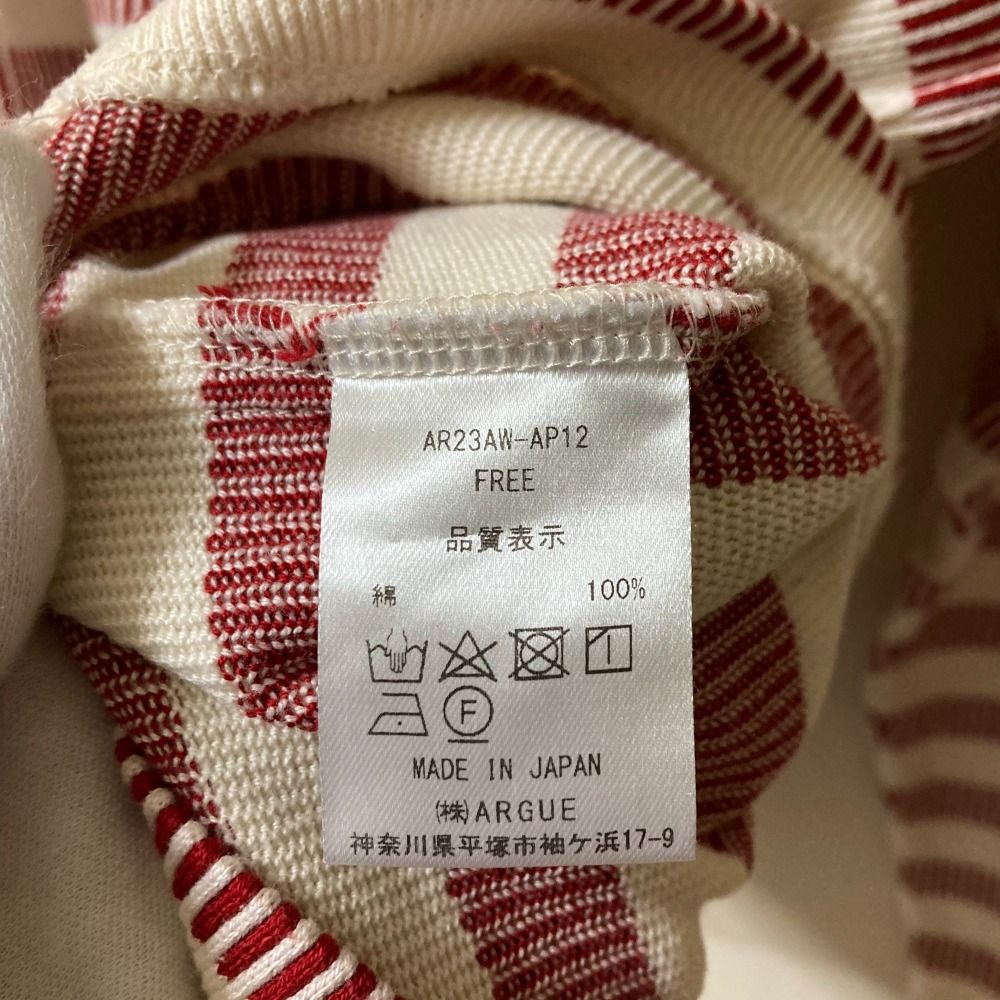 AR23AW-AP12
FREE
品質表示
綿 100%
F
MADE IN JAPAN
㈱ARGUE
神奈川県平塚市袖ケ浜17-9